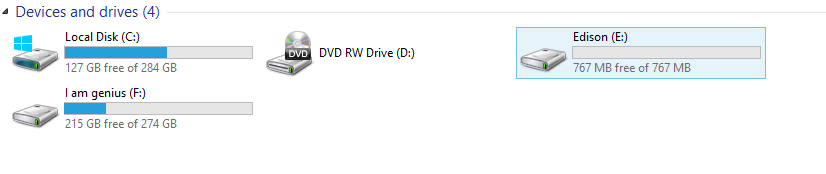 Devices and drives (4)
Local Disk (C:)
127 GB free of 284 GB
DVD
DVD RW Drive (D:)
Edison (E:)
767 MB free of 767 MB
I am genius (F:)
215 GB free of 274 GB